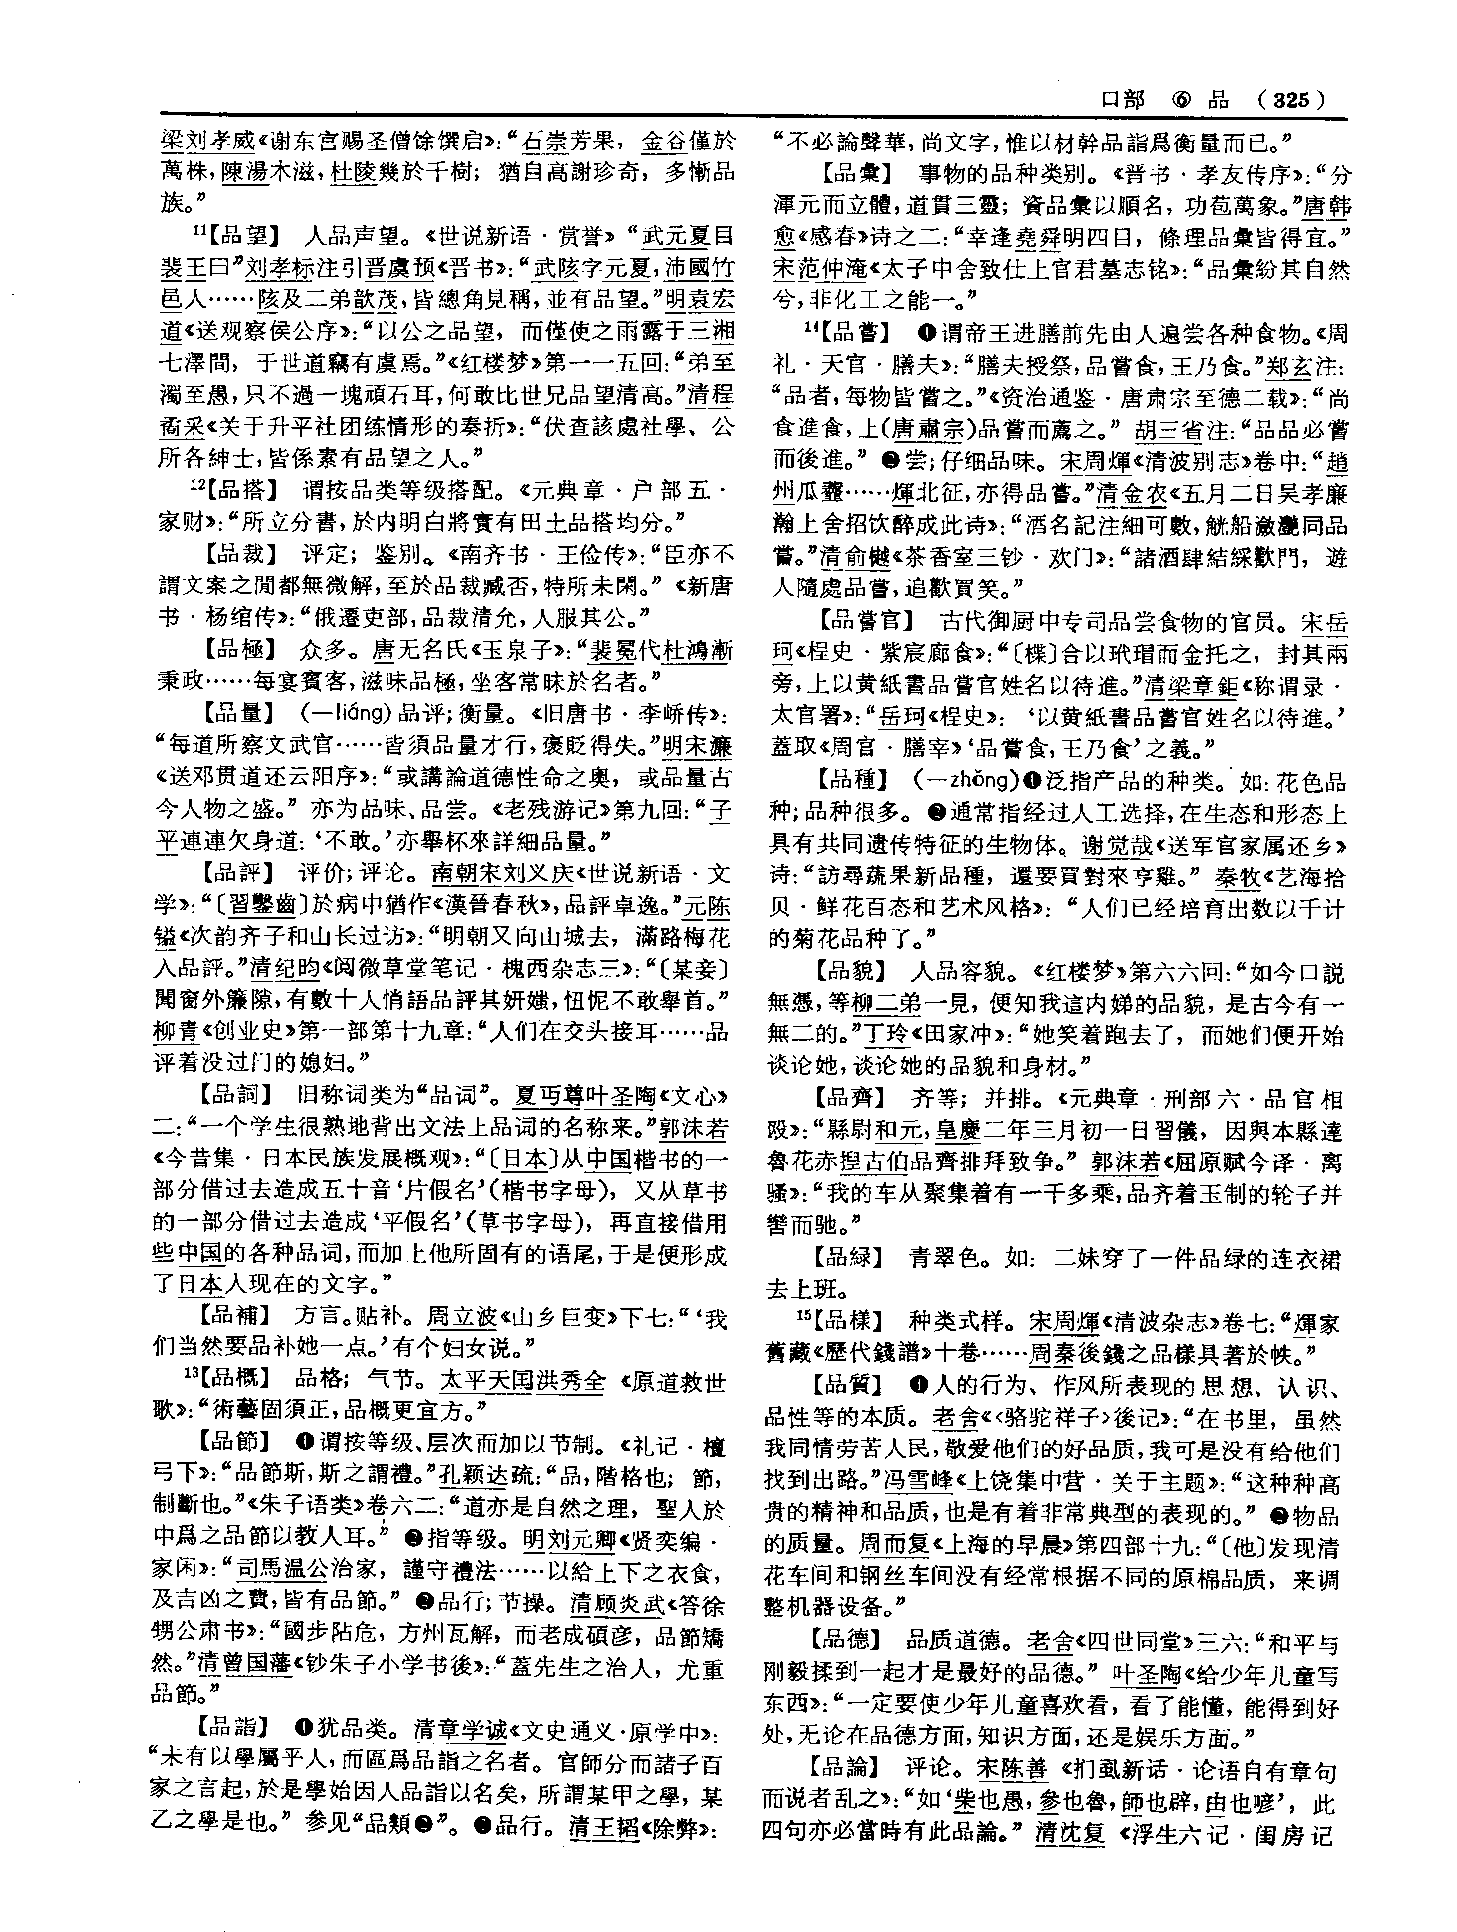 口部 ⑥ 品 （325）
梁刘孝威《谢东宫赐圣僧馀馔启》：“石崇芳果，金谷僅於
萬株，陳湯木滋，杜陵幾於千樹；猶自高謝珍奇，多慚品
族。”
11【品望】 人品声望。《世说新语·赏誉》“武元夏目
裴王曰”刘孝标注引晋虞预《晋书》：“武陔字元夏，沛國竹
邑人……陔及二弟歆茂，皆總角見稱，並有品望。”明袁宏
道《送观察侯公序》：“以公之品望，而僅使之雨露于三湘
七澤間，于世道竊有虞焉。”《红楼梦》第一一五回：“弟至
濁至愚，只不過一塊頑石耳，何敢比世兄品望清高。”清程
矞采《关于升平社团练情形的奏折》：“伏查該處社學、公
所各紳士，皆係素有品望之人。”
12【品搭】 谓按品类等级搭配。《元典章·户部五·
家财》：“所立分書，於内明白將實有田土品搭均分。”
【品裁】 评定；鉴别。《南齐书·王俭传》：“臣亦不
謂文案之閒都無微解，至於品裁臧否，特所未閑。”《新唐
书·杨绾传》：“俄遷吏部，品裁清允，人服其公。”
【品極】 众多。唐无名氏《玉泉子》：“裴冕代杜鴻漸
秉政……每宴賓客，滋味品極，坐客常昧於名者。”
【品量】 （—liáng）品评；衡量。《旧唐书·李峤传》：
“每道所察文武官……皆須品量才行，褒貶得失。”明宋濂
《送邓贯道还云阳序》：“或講論道德性命之奥，或品量古
今人物之盛。”亦为品味、品尝。《老残游记》第九回：“子
平連連欠身道：‘不敢。’亦舉杯來詳細品量。”
【品評】 评价；评论。南朝宋刘义庆《世说新语·文
学》：“〔習鑿齒〕於病中猶作《漢晉春秋》，品評卓逸。”元陈
镒《次韵齐子和山长过访》：“明朝又向山城去，滿路梅花
入品評。”清纪昀《阅微草堂笔记·槐西杂志三》：“〔某妾〕
聞窗外簾隙，有數十人悄語品評其妍媸，忸怩不敢舉首。”
柳青《创业史》第一部第十九章：“人们在交头接耳……品
评着没过门的媳妇。”
【品詞】 旧称词类为“品词”。夏丏尊叶圣陶《文心》
二：“一个学生很熟地背出文法上品词的名称来。”郭沫若
《今昔集·日本民族发展概观》：“〔日本〕从中国楷书的一
部分借过去造成五十音‘片假名’（楷书字母），又从草书
的一部分借过去造成‘平假名’（草书字母），再直接借用
些中国的各种品词，而加上他所固有的语尾，于是便形成
了日本人现在的文字。”
【品補】 方言。贴补。周立波《山乡巨变》下七：“‘我
们当然要品补她一点。’有个妇女说。”
13【品概】 品格；气节。太平天国洪秀全《原道救世
歌》：“術藝固須正，品概更宜方。”
【品節】 ❶谓按等级、层次而加以节制。《礼记·檀
弓下》：“品節斯，斯之謂禮。”孔颖达疏：“品，階格也；節，
制斷也。”《朱子语类》卷六二：“道亦是自然之理，聖人於
中爲之品節以教人耳。”❷指等级。明刘元卿《贤奕编·
家闲》：“司馬温公治家，謹守禮法……以給上下之衣食，
及吉凶之費，皆有品節。”❸品行；节操。清顾炎武《答徐
甥公肃书》：“國步阽危，方州瓦解，而老成碩彦，品節矯
然。”清曾国藩《钞朱子小学书後》：“蓋先生之治人，尤重
品節。”
【品詣】 ❶犹品类。清章学诚《文史通义·原学中》：
“未有以學屬乎人，而區爲品詣之名者。官師分而諸子百
家之言起，於是學始因人品詣以名矣，所謂某甲之學，某
乙之學是也。”参见“品類❷”。❷品行。清王韬《除弊》：
“不必論聲華，尚文字，惟以材幹品詣爲衡量而已。”
【品彙】 事物的品种类别。《晋书·孝友传序》：“分
渾元而立體，道貫三靈；資品彙以順名，功苞萬象。”唐韩
愈《感春》诗之二：“幸逢堯舜明四目，條理品彙皆得宜。”
宋范仲淹《太子中舍致仕上官君墓志铭》：“品彙紛其自然
兮，非化工之能一。”
14【品嘗】 ❶谓帝王进膳前先由人遍尝各种食物。《周
礼·天官·膳夫》：“膳夫授祭，品嘗食，王乃食。”郑玄注：
“品者，每物皆嘗之。”《资治通鉴·唐肃宗至德二载》：“尚
食進食，上（唐肅宗）品嘗而薦之。”胡三省注：“品品必嘗
而後進。”❷尝；仔细品味。宋周煇《清波别志》卷中：“趙
州瓜虀……煇北征，亦得品嘗。”清金农《五月二日吴孝廉
瀚上舍招饮醉成此诗》：“酒名記注細可數，觥船瀲灩同品
嘗。”清俞樾《茶香室三钞·欢门》：“諸酒肆結綵歡門，遊
人隨處品嘗，追歡買笑。”
【品嘗官】 古代御厨中专司品尝食物的官员。宋岳
珂《桯史·紫宸廊食》：“〔楪〕合以玳瑁而金托之，封其兩
旁，上以黄紙書品嘗官姓名以待進。”清梁章鉅《称谓录·
太官署》：“岳珂《桯史》：‘以黄紙書品嘗官姓名以待進。’
蓋取《周官·膳宰》‘品嘗食，王乃食’之義。”
【品種】 （—zhǒng）❶泛指产品的种类。如：花色品
种；品种很多。❷通常指经过人工选择，在生态和形态上
具有共同遗传特征的生物体。谢觉哉《送军官家属还乡》
诗：“訪尋蔬果新品種，還要買對來亨雞。”秦牧《艺海拾
贝·鲜花百态和艺术风格》：“人们已经培育出数以千计
的菊花品种了。”
【品貌】 人品容貌。《红楼梦》第六六回：“如今口説
無憑，等柳二弟一見，便知我這内娣的品貌，是古今有一
無二的。”丁玲《田家冲》：“她笑着跑去了，而她们便开始
谈论她，谈论她的品貌和身材。”
【品齊】 齐等；并排。《元典章·刑部六·品官相
殴》：“縣尉和元，皇慶二年三月初一日習儀，因與本縣達
魯花赤捏古伯品齊排拜致争。”郭沫若《屈原赋今译·离
骚》：“我的车从聚集着有一千多乘，品齐着玉制的轮子并
辔而驰。”
【品緑】 青翠色。如：二妹穿了一件品绿的连衣裙
去上班。
15【品樣】 种类式样。宋周煇《清波杂志》卷七：“煇家
舊藏《歷代錢譜》十卷……周秦後錢之品樣具著於帙。”
【品質】 ❶人的行为、作风所表现的思想、认识、
品性等的本质。老舍《〈骆驼祥子〉後记》：“在书里，虽然
我同情劳苦人民，敬爱他们的好品质，我可是没有给他们
找到出路。”冯雪峰《上饶集中营·关于主题》：“这种种高
贵的精神和品质，也是有着非常典型的表现的。”❷物品
的质量。周而复《上海的早晨》第四部十九：“〔他〕发现清
花车间和钢丝车间没有经常根据不同的原棉品质，来调
整机器设备。”
【品德】 品质道德。老舍《四世同堂》三六：“和平与
刚毅揉到一起才是最好的品德。”叶圣陶《给少年儿童写
东西》：“一定要使少年儿童喜欢看，看了能懂，能得到好
处，无论在品德方面，知识方面，还是娱乐方面。”
【品論】 评论。宋陈善《扪虱新话·论语自有章句
而说者乱之》：“如‘柴也愚，參也魯，師也辟，由也喭’，此
四句亦必當時有此品論。”清沈复《浮生六记·闺房记